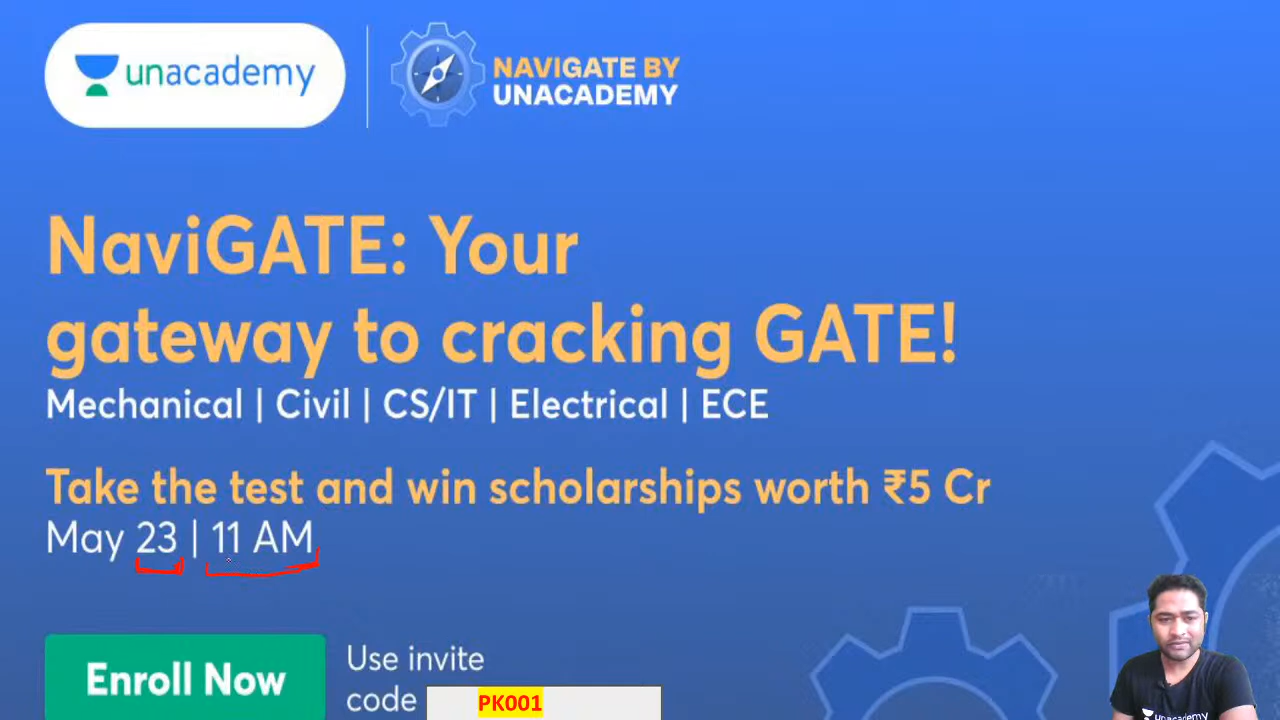 unacademy
NAVIGATE BY
UNACADEMY
NaviGATE: Your
gateway to cracking GATE!
Mechanical | Civil | CS/IT | Electrical | ECE
Take the test and win scholarships worth ₹5 Cr
May 23 | 11 AM
Enroll Now
Use invite
code PK001
unacademy